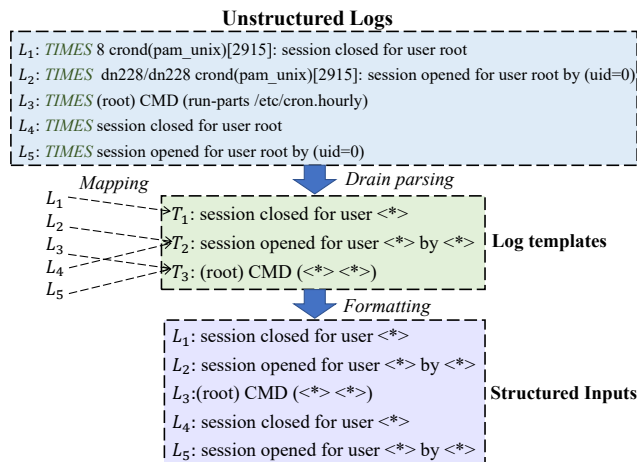 Unstructured Logs
L₁: TIMES 8 crond(pam_unix)[2915]: session closed for user root
L₂: TIMES dn228/dn228 crond(pam_unix)[2915]: session opened for user root by (uid=0)
L₃: TIMES (root) CMD (run-parts /etc/cron.hourly)
L₄: TIMES session closed for user root
L₅: TIMES session opened for user root by (uid=0)
Mapping
Drain parsing
L₁
L₂
L₃
L₄
L₅
T₁: session closed for user <*>
T₂: session opened for user <*> by <*>
T₃: (root) CMD (<*> <*>)
Log templates
Formatting
L₁: session closed for user <*>
L₂: session opened for user <*> by <*>
L₃:(root) CMD (<*> <*>)
L₄: session closed for user <*>
L₅: session opened for user <*> by <*>
Structured Inputs